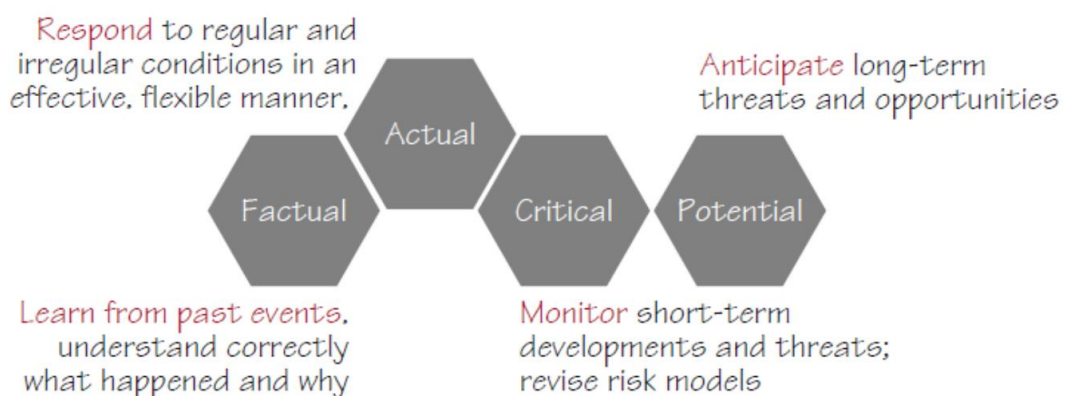 Respond to regular and
irregular conditions in an
effective, flexible manner.
Anticipate long-term
threats and opportunities
Actual
Factual
Critical
Potential
Learn from past events,
understand correctly
what happened and why
Monitor short-term
developments and threats;
revise risk models